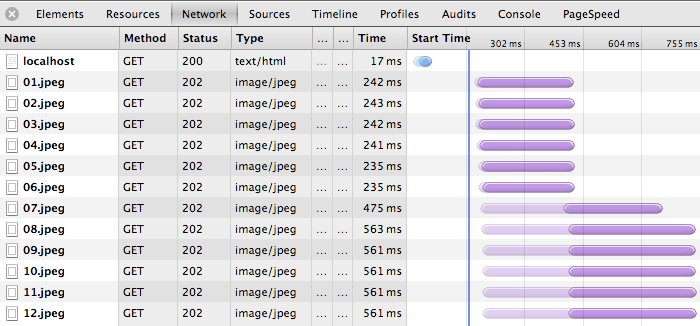 Elements Resources Network Sources Timeline Profiles Audits Console PageSpeed
Name Method Status Type ... ... Time Start Time 302 ms 453 ms 604 ms 755 ms
localhost GET 200 text/html ... ... 17 ms
01.jpeg GET 202 image/jpeg ... ... 242 ms
02.jpeg GET 202 image/jpeg ... ... 243 ms
03.jpeg GET 202 image/jpeg ... ... 242 ms
04.jpeg GET 202 image/jpeg ... ... 241 ms
05.jpeg GET 202 image/jpeg ... ... 235 ms
06.jpeg GET 202 image/jpeg ... ... 235 ms
07.jpeg GET 202 image/jpeg ... ... 475 ms
08.jpeg GET 202 image/jpeg ... ... 563 ms
09.jpeg GET 202 image/jpeg ... ... 561 ms
10.jpeg GET 202 image/jpeg ... ... 561 ms
11.jpeg GET 202 image/jpeg ... ... 561 ms
12.jpeg GET 202 image/jpeg ... ... 561 ms